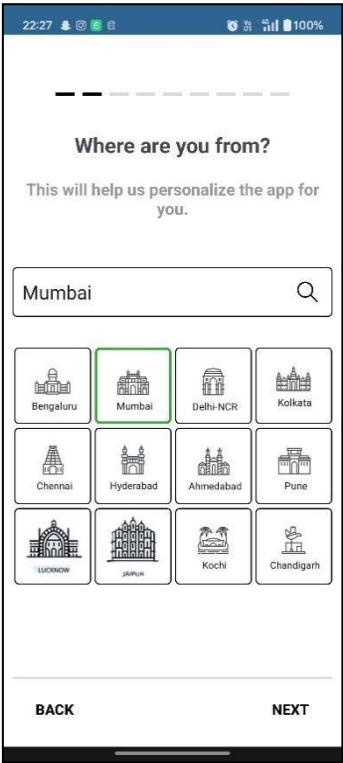 22:27 100%
Where are you from?
This will help us personalize the app for
you.
Mumbai
Bengaluru Mumbai Delhi-NCR Kolkata
Chennai Hyderabad Ahmedabad Pune
LUCKNOW JAIPUR Kochi Chandigarh
BACK NEXT